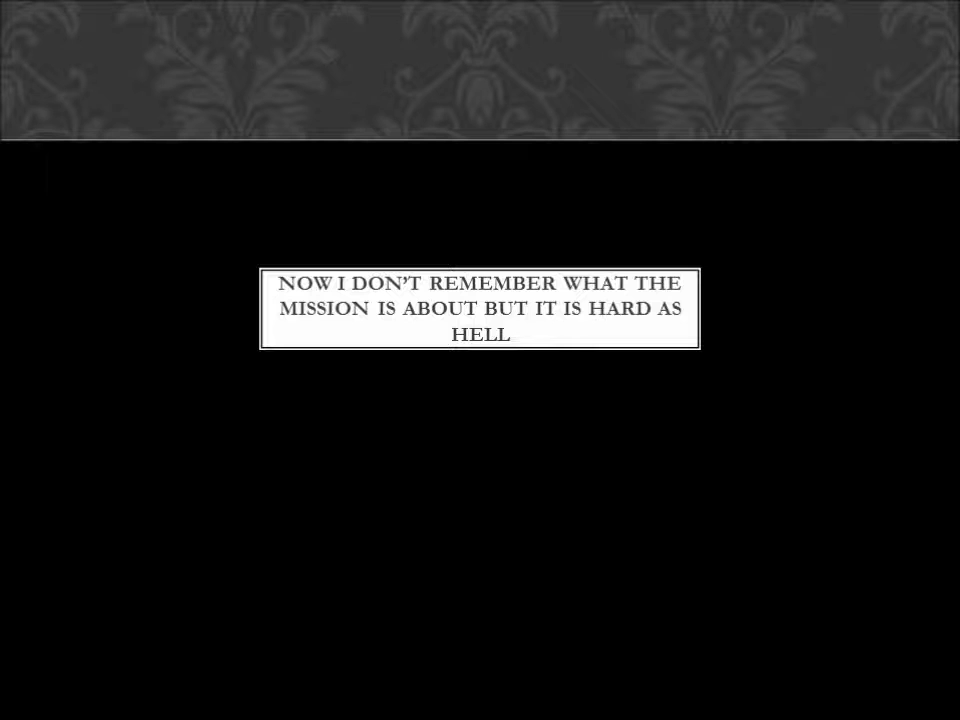 NOW I DON’T REMEMBER WHAT THE
MISSION IS ABOUT BUT IT IS HARD AS
HELL